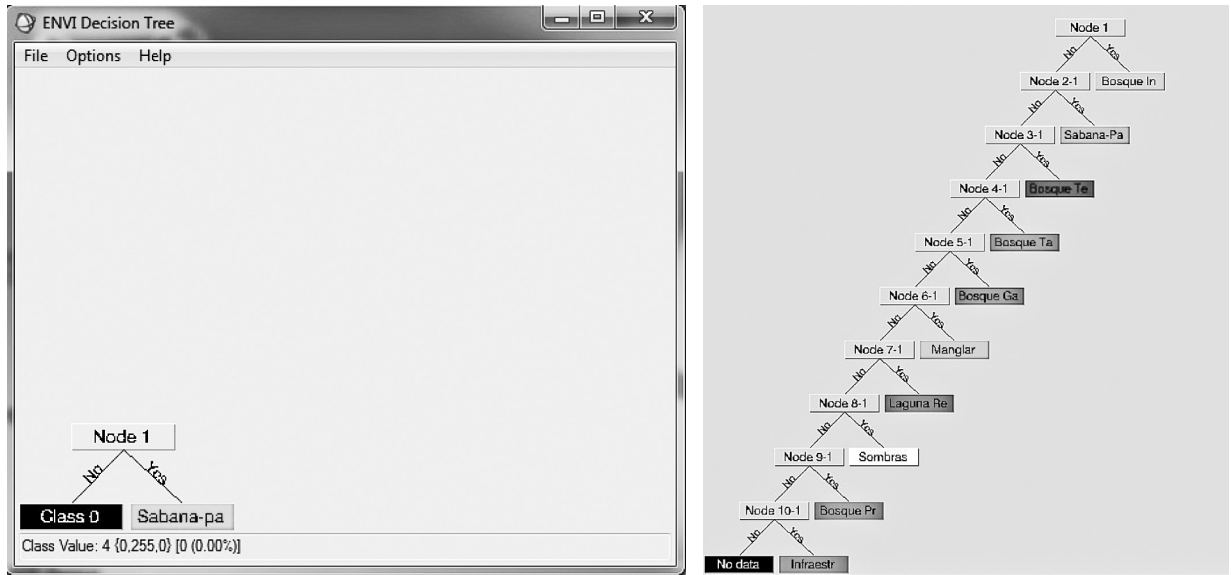 ENVI Decision Tree
File Options Help
Node 1
No Yes
Class 0 Sabana-pa
Class Value: 4 {0,255,0} [0 (0.00%)]
Node 1
No Yes
Node 2-1 Bosque In
No Yes
Node 3-1 Sabana-Pa
No Yes
Node 4-1 Bosque Te
No Yes
Node 5-1 Bosque Ta
No Yes
Node 6-1 Bosque Ga
No Yes
Node 7-1 Manglar
No Yes
Node 8-1 Laguna Re
No Yes
Node 9-1 Sombras
No Yes
Node 10-1 Bosque Pr
No Yes
No data Infraestr